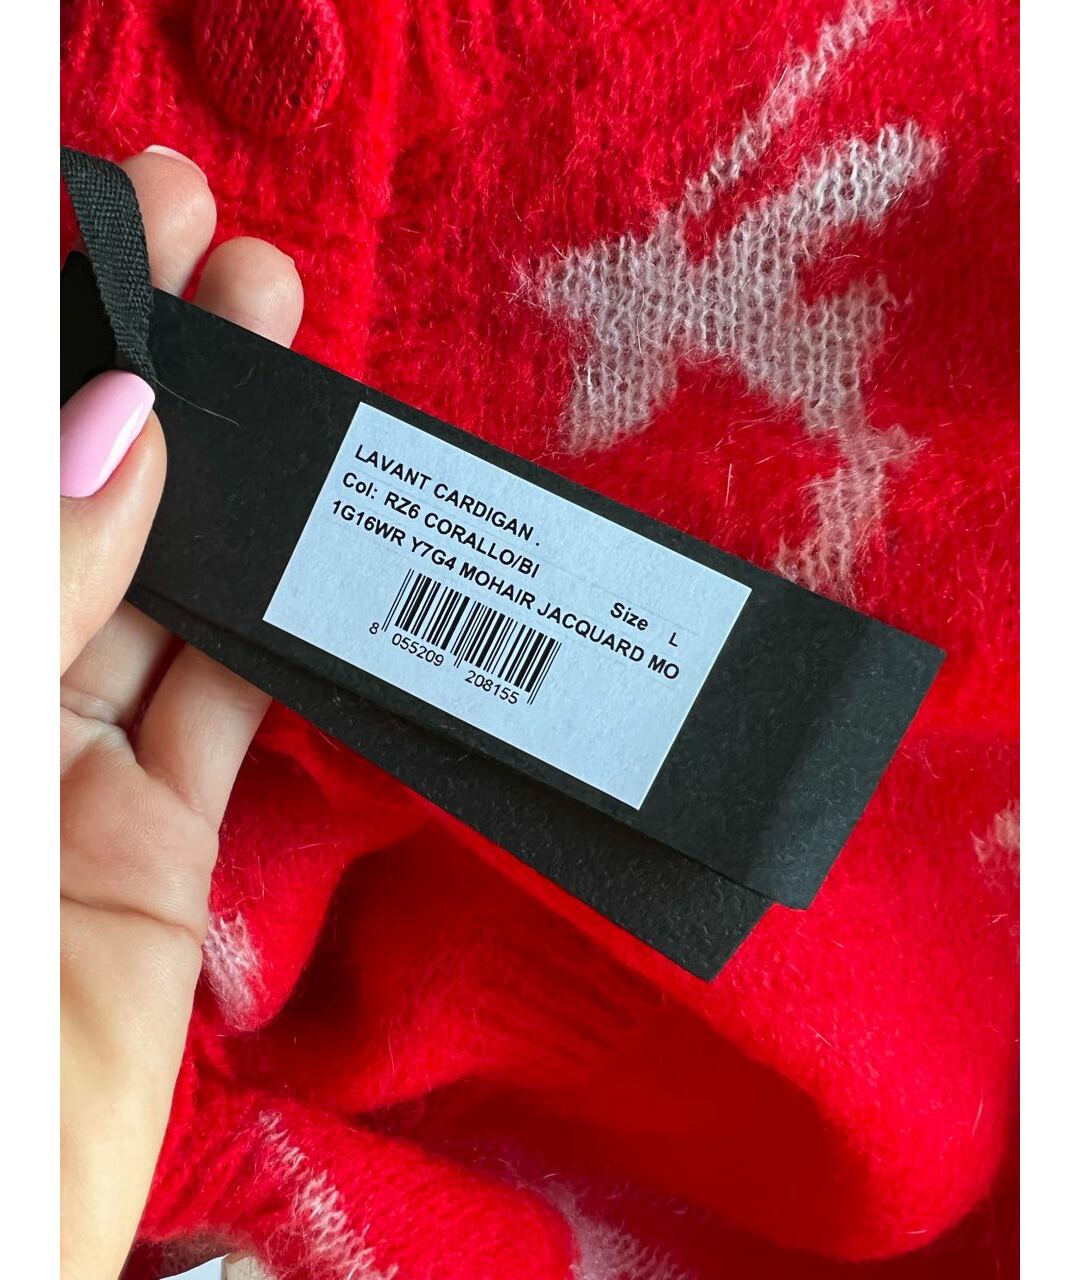 LAVANT CARDIGAN .
Col: RZ6 CORALLO/BI
Size L
1G16WR Y7G4 MOHAIR JACQUARD MO
8 055209 208155